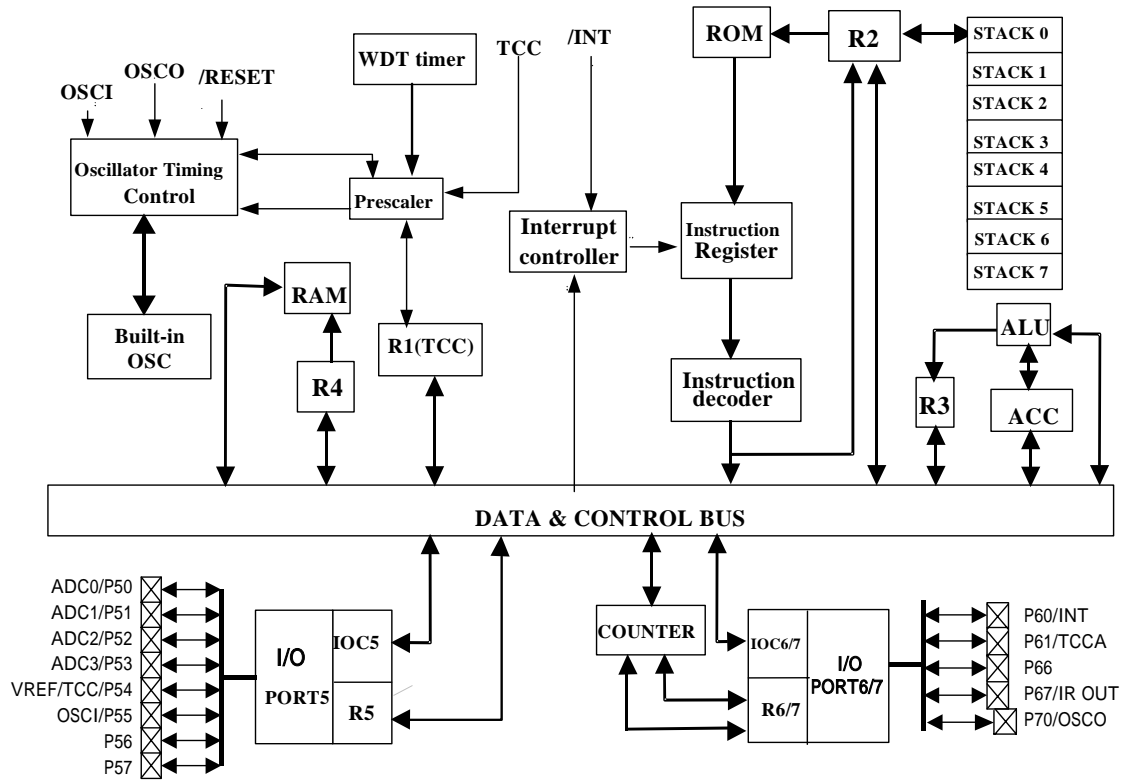 OSCI
OSCO
/RESET
WDT timer
TCC
/INT
ROM
R2
STACK 0
STACK 1
STACK 2
STACK 3
STACK 4
STACK 5
STACK 6
STACK 7
Oscillator Timing
Control
Prescaler
Interrupt
controller
Instruction
Register
Built-in
OSC
RAM
R4
R1(TCC)
Instruction
decoder
ALU
R3
ACC
DATA & CONTROL BUS
ADC0/P50
ADC1/P51
ADC2/P52
ADC3/P53
VREF/TCC/P54
OSCI/P55
P56
P57
I/O
PORT5
IOC5
R5
COUNTER
IOC6/7
R6/7
I/O
PORT6/7
P60/INT
P61/TCCA
P66
P67/IR OUT
P70/OSCO